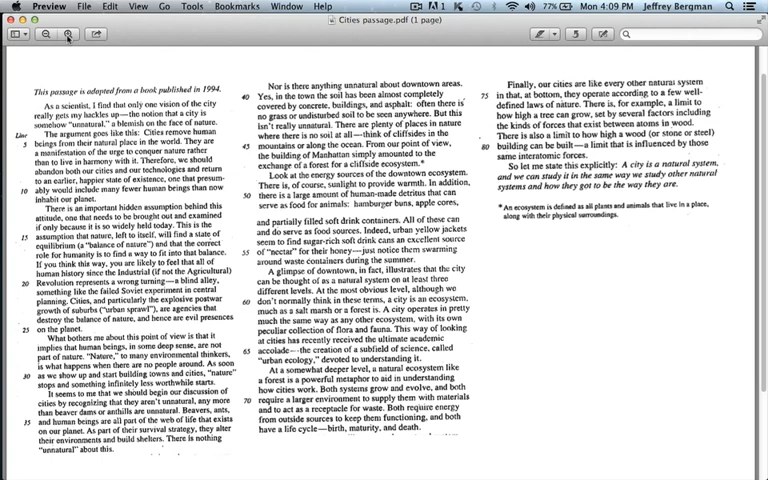 Preview File Edit View Go Tools Bookmarks Window Help
77% Mon 4:09 PM Jeffrey Bergman
Cities passage.pdf (1 page)
This passage is adapted from a book published in 1994.
As a scientist, I find that only one vision of the city
really gets my hackles up—the notion that a city is
somehow "unnatural," a blemish on the face of nature.
Line The argument goes like this: Cities remove human
5 beings from their natural place in the world. They are
a manifestation of the urge to conquer nature rather
than to live in harmony with it. Therefore, we should
abandon both our cities and our technologies and return
to an earlier, happier state of existence, one that presum-
10 ably would include many fewer human beings than now
inhabit our planet.
There is an important hidden assumption behind this
attitude, one that needs to be brought out and examined
if only because it is so widely held today. This is the
15 assumption that nature, left to itself, will find a state of
equilibrium (a "balance of nature") and that the correct
role for humanity is to find a way to fit into that balance.
If you think this way, you are likely to feel that all of
human history since the Industrial (if not the Agricultural)
20 Revolution represents a wrong turning—a blind alley,
something like the failed Soviet experiment in central
planning. Cities, and particularly the explosive postwar
growth of suburbs ("urban sprawl"), are agencies that
destroy the balance of nature, and hence are evil presences
25 on the planet.
What bothers me about this point of view is that it
implies that human beings, in some deep sense, are not
part of nature. "Nature," to many environmental thinkers,
is what happens when there are no people around. As soon
30 as we show up and start building towns and cities, "nature"
stops and something infinitely less worthwhile starts.
It seems to me that we should begin our discussion of
cities by recognizing that they aren't unnatural, any more
than beaver dams or anthills are unnatural. Beavers, ants,
35 and human beings are all part of the web of life that exists
on our planet. As part of their survival strategy, they alter
their environments and build shelters. There is nothing
"unnatural" about this.
Nor is there anything unnatural about downtown areas.
40 Yes, in the town the soil has been almost completely
covered by concrete, buildings, and asphalt: often there is
no grass or undisturbed soil to be seen anywhere. But this
isn't really unnatural. There are plenty of places in nature
where there is no soil at all—think of cliffsides in the
45 mountains or along the ocean. From our point of view,
the building of Manhattan simply amounted to the
exchange of a forest for a cliffside ecosystem.*
Look at the energy sources of the downtown ecosystem.
There is, of course, sunlight to provide warmth. In addition,
50 there is a large amount of human-made detritus that can
serve as food for animals: hamburger buns, apple cores,
and partially filled soft drink containers. All of these can
and do serve as food sources. Indeed, urban yellow jackets
seem to find sugar-rich soft drink cans an excellent source
55 of "nectar" for their honey—just notice them swarming
around waste containers during the summer.
A glimpse of downtown, in fact, illustrates that the city
can be thought of as a natural system on at least three
different levels. At the most obvious level, although we
60 don't normally think in these terms, a city is an ecosystem,
much as a salt marsh or a forest is. A city operates in pretty
much the same way as any other ecosystem, with its own
peculiar collection of flora and fauna. This way of looking
at cities has recently received the ultimate academic
65 accolade—the creation of a subfield of science, called
"urban ecology," devoted to understanding it.
At a somewhat deeper level, a natural ecosystem like
a forest is a powerful metaphor to aid in understanding
how cities work. Both systems grow and evolve, and both
70 require a larger environment to supply them with materials
and to act as a receptacle for waste. Both require energy
from outside sources to keep them functioning, and both
have a life cycle—birth, maturity, and death.
Finally, our cities are like every other natural system
75 in that, at bottom, they operate according to a few well-
defined laws of nature. There is, for example, a limit to
how high a tree can grow, set by several factors including
the kinds of forces that exist between atoms in wood.
There is also a limit to how high a wood (or stone or steel)
80 building can be built—a limit that is influenced by those
same interatomic forces.
So let me state this explicitly: A city is a natural system,
and we can study it in the same way we study other natural
systems and how they got to be the way they are.
* An ecosystem is defined as all plants and animals that live in a place,
along with their physical surroundings.